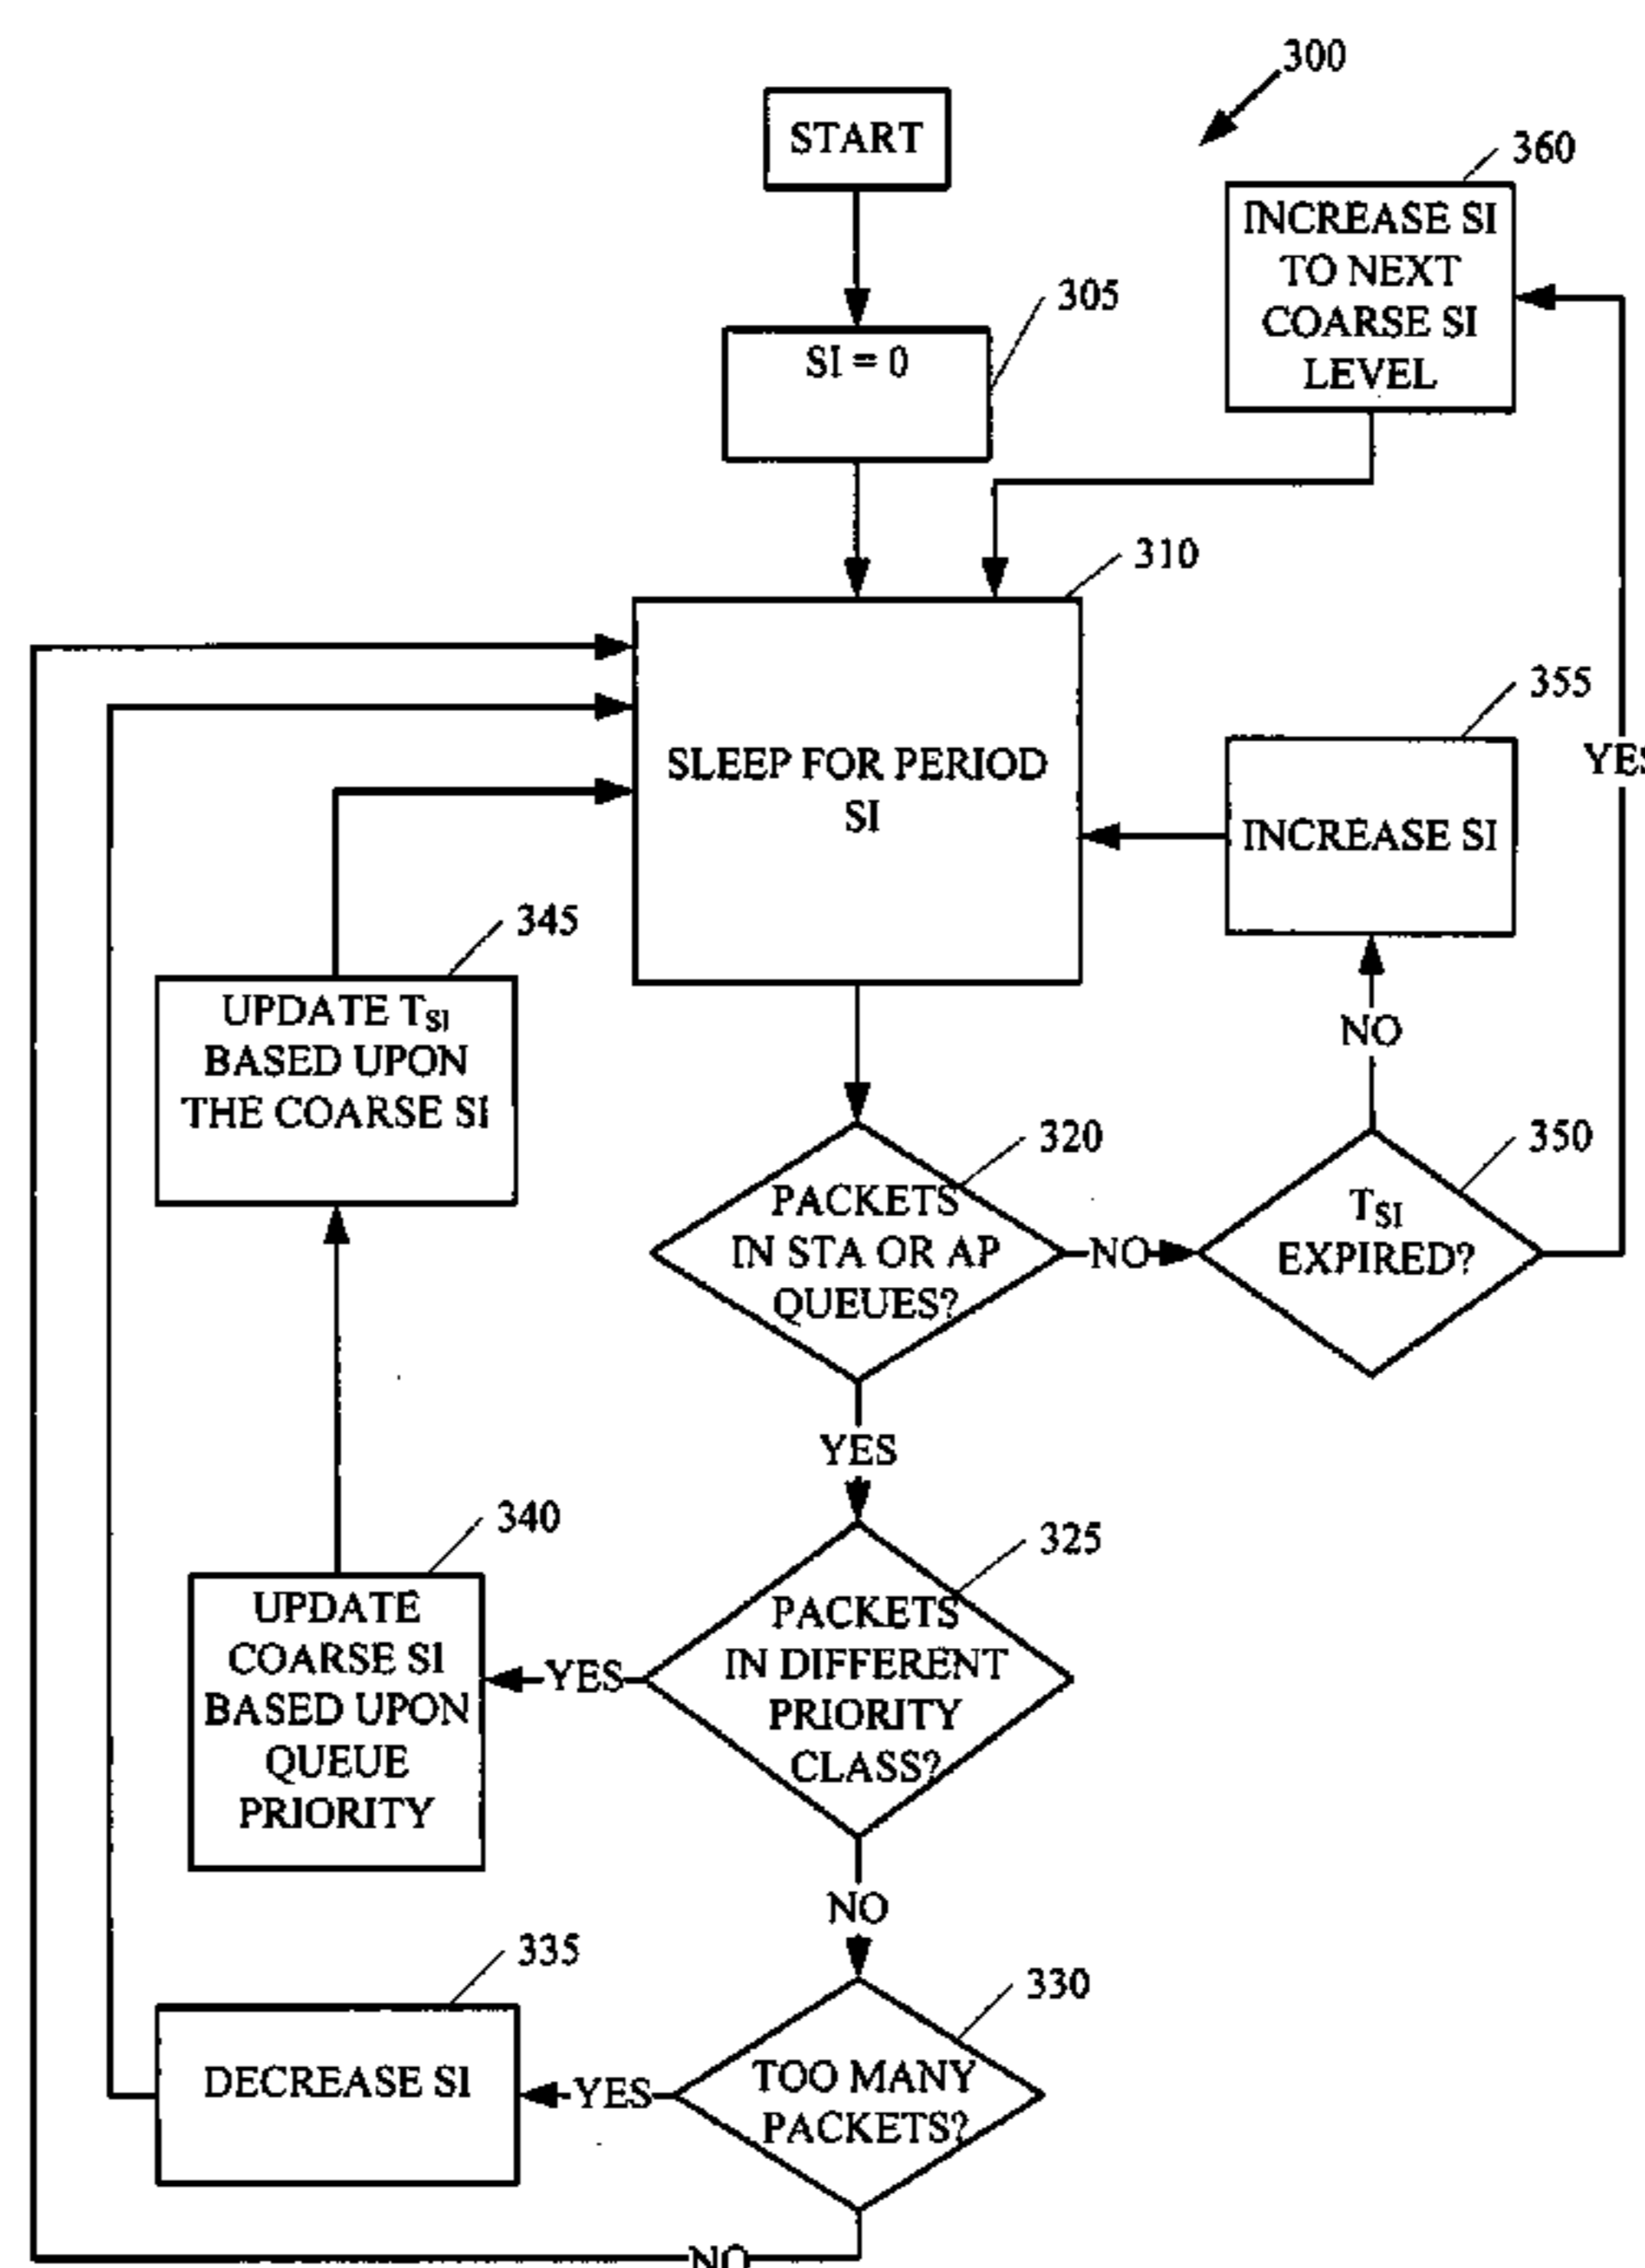 300
START
360
INCREASE SI
TO NEXT
COARSE SI
LEVEL
305
SI = 0
310
SLEEP FOR PERIOD
SI
355
INCREASE SI
YES
345
UPDATE TSI
BASED UPON
THE COARSE SI
NO
320
PACKETS
IN STA OR AP
QUEUES?
NO
350
TSI
EXPIRED?
YES
340
UPDATE
COARSE SI
BASED UPON
QUEUE
PRIORITY
YES
325
PACKETS
IN DIFFERENT
PRIORITY
CLASS?
NO
335
DECREASE SI
YES
330
TOO MANY
PACKETS?
NO